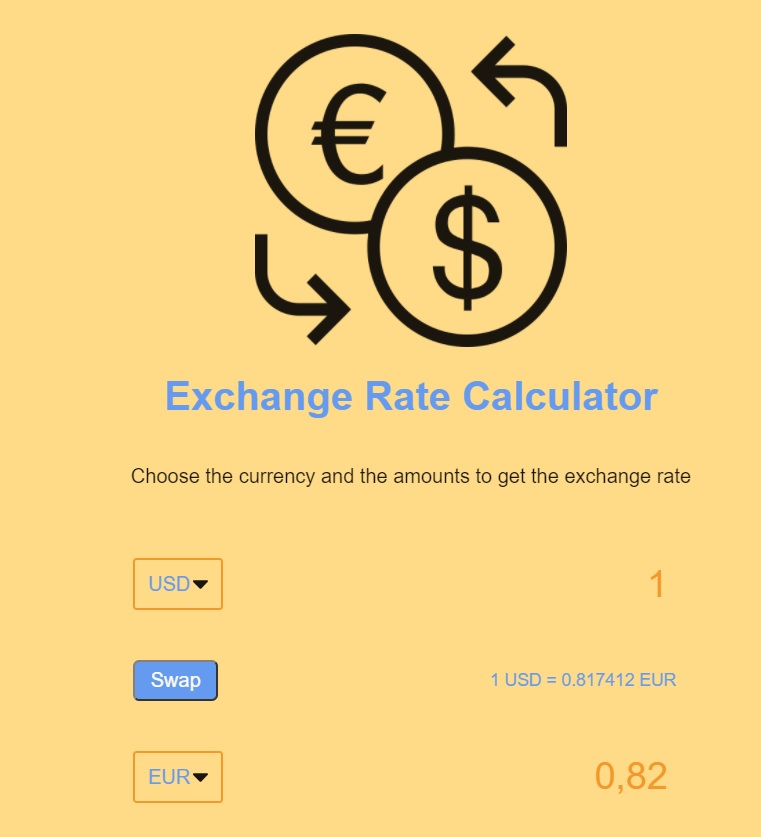 €
$
Exchange Rate Calculator
Choose the currency and the amounts to get the exchange rate
USD 1
Swap 1 USD = 0.817412 EUR
EUR 0,82